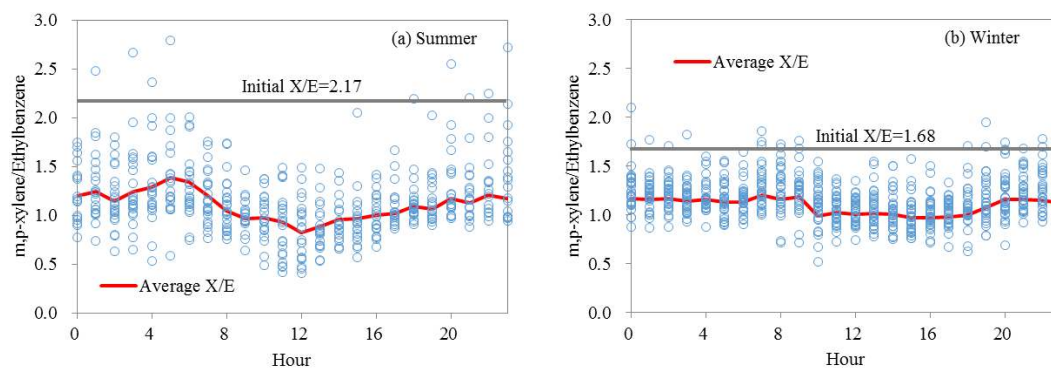 (a) Summer
3.0
2.5
2.0
1.5
1.0
0.5
0.0
m,p-xylene/Ethylbenzene
Initial X/E=2.17
Average X/E
0 4 8 12 16 20
Hour
(b) Winter
3.0
2.5
2.0
1.5
1.0
0.5
0.0
m,p-xylene/Ethylbenzene
Average X/E
Initial X/E=1.68
0 4 8 12 16 20
Hour